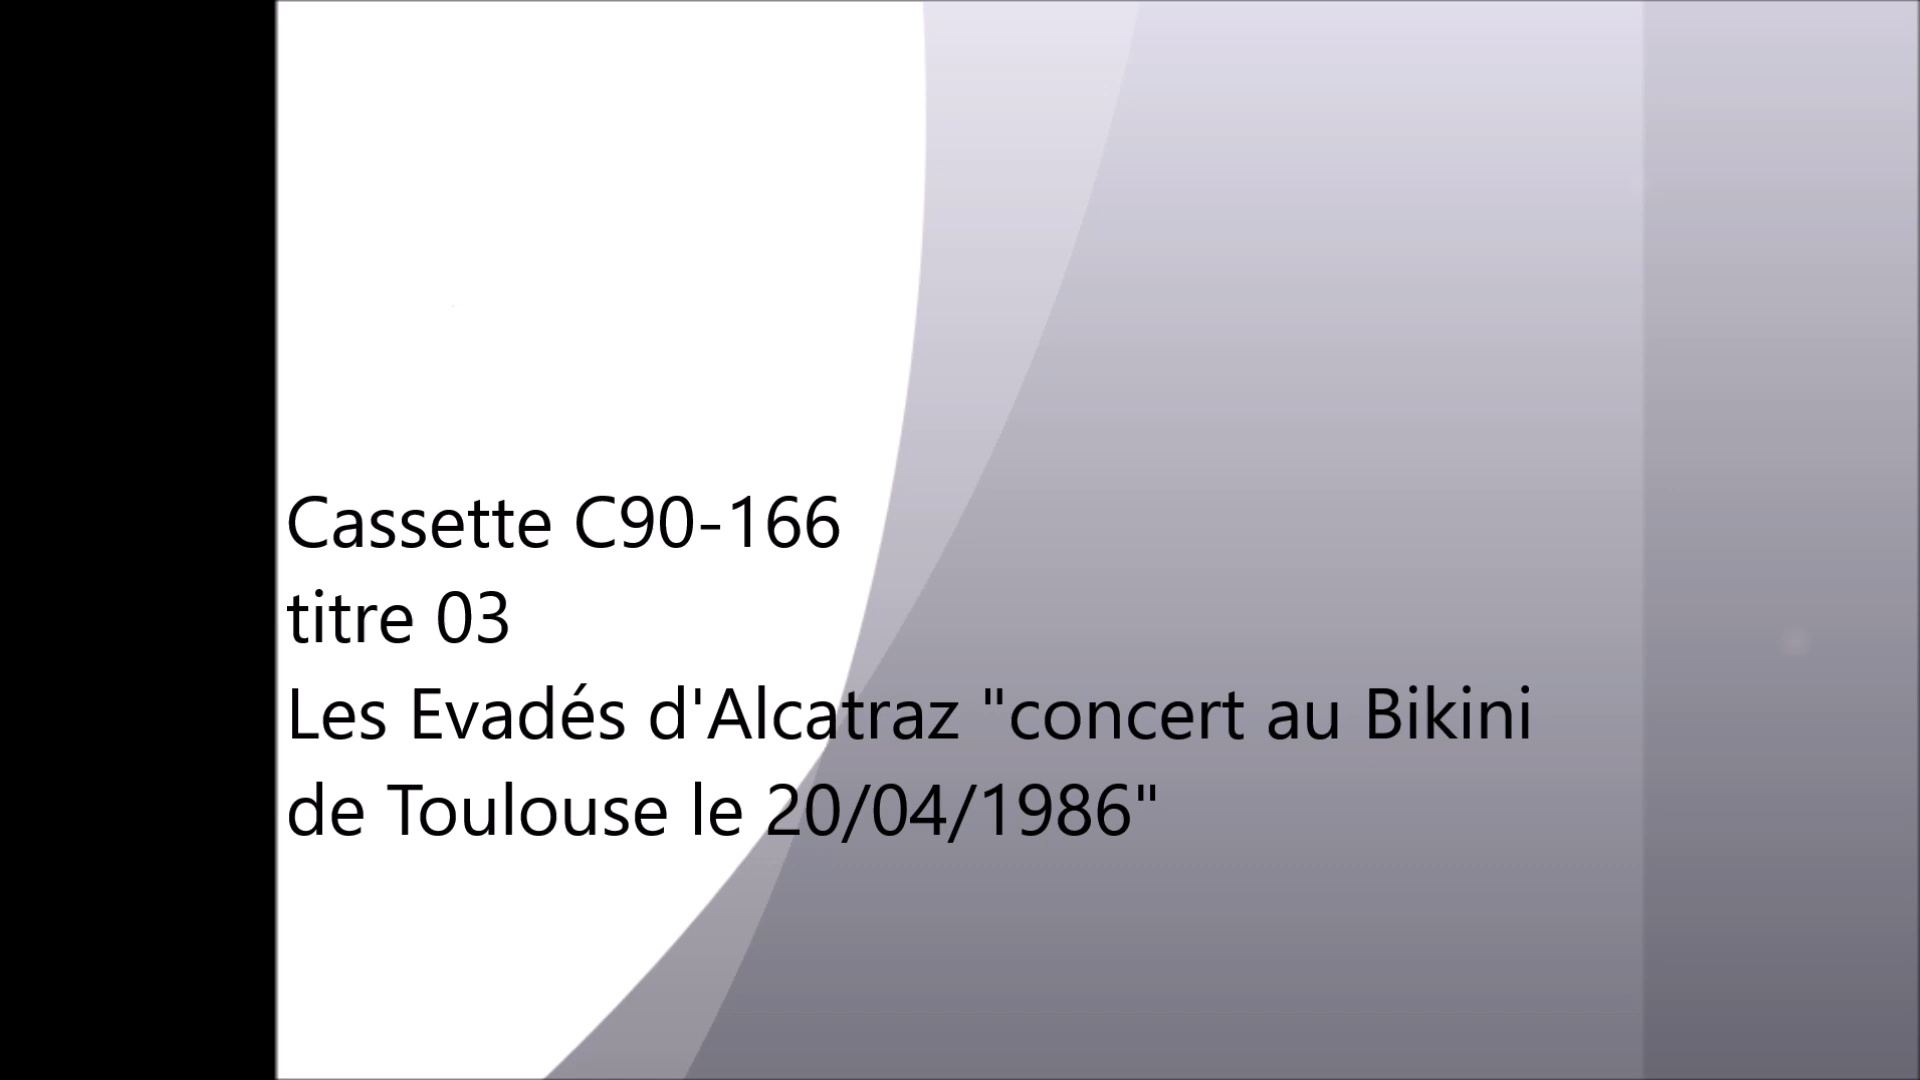 Cassette C90-166
titre 03
Les Evadés d'Alcatraz "concert au Bikini
de Toulouse le 20/04/1986"